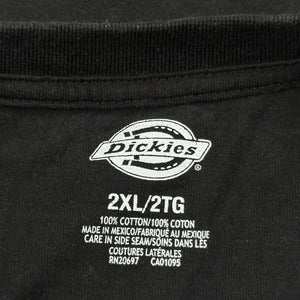 Dickies
®
2XL/2TG
100% COTTON/100% COTON
MADE IN MEXICO/FABRIQUÉ AU MEXIQUE
CARE IN SIDE SEAM/SOINS DANS LES
COUTURES LATÉRALES
RN20697 CA01095